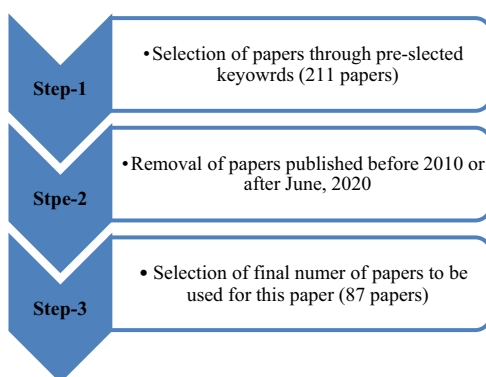 •Selection of papers through pre-slected
keyowrds (211 papers)
Step-1
•Removal of papers published before 2010 or
after June, 2020
Stpe-2
• Selection of final numer of papers to be
used for this paper (87 papers)
Step-3